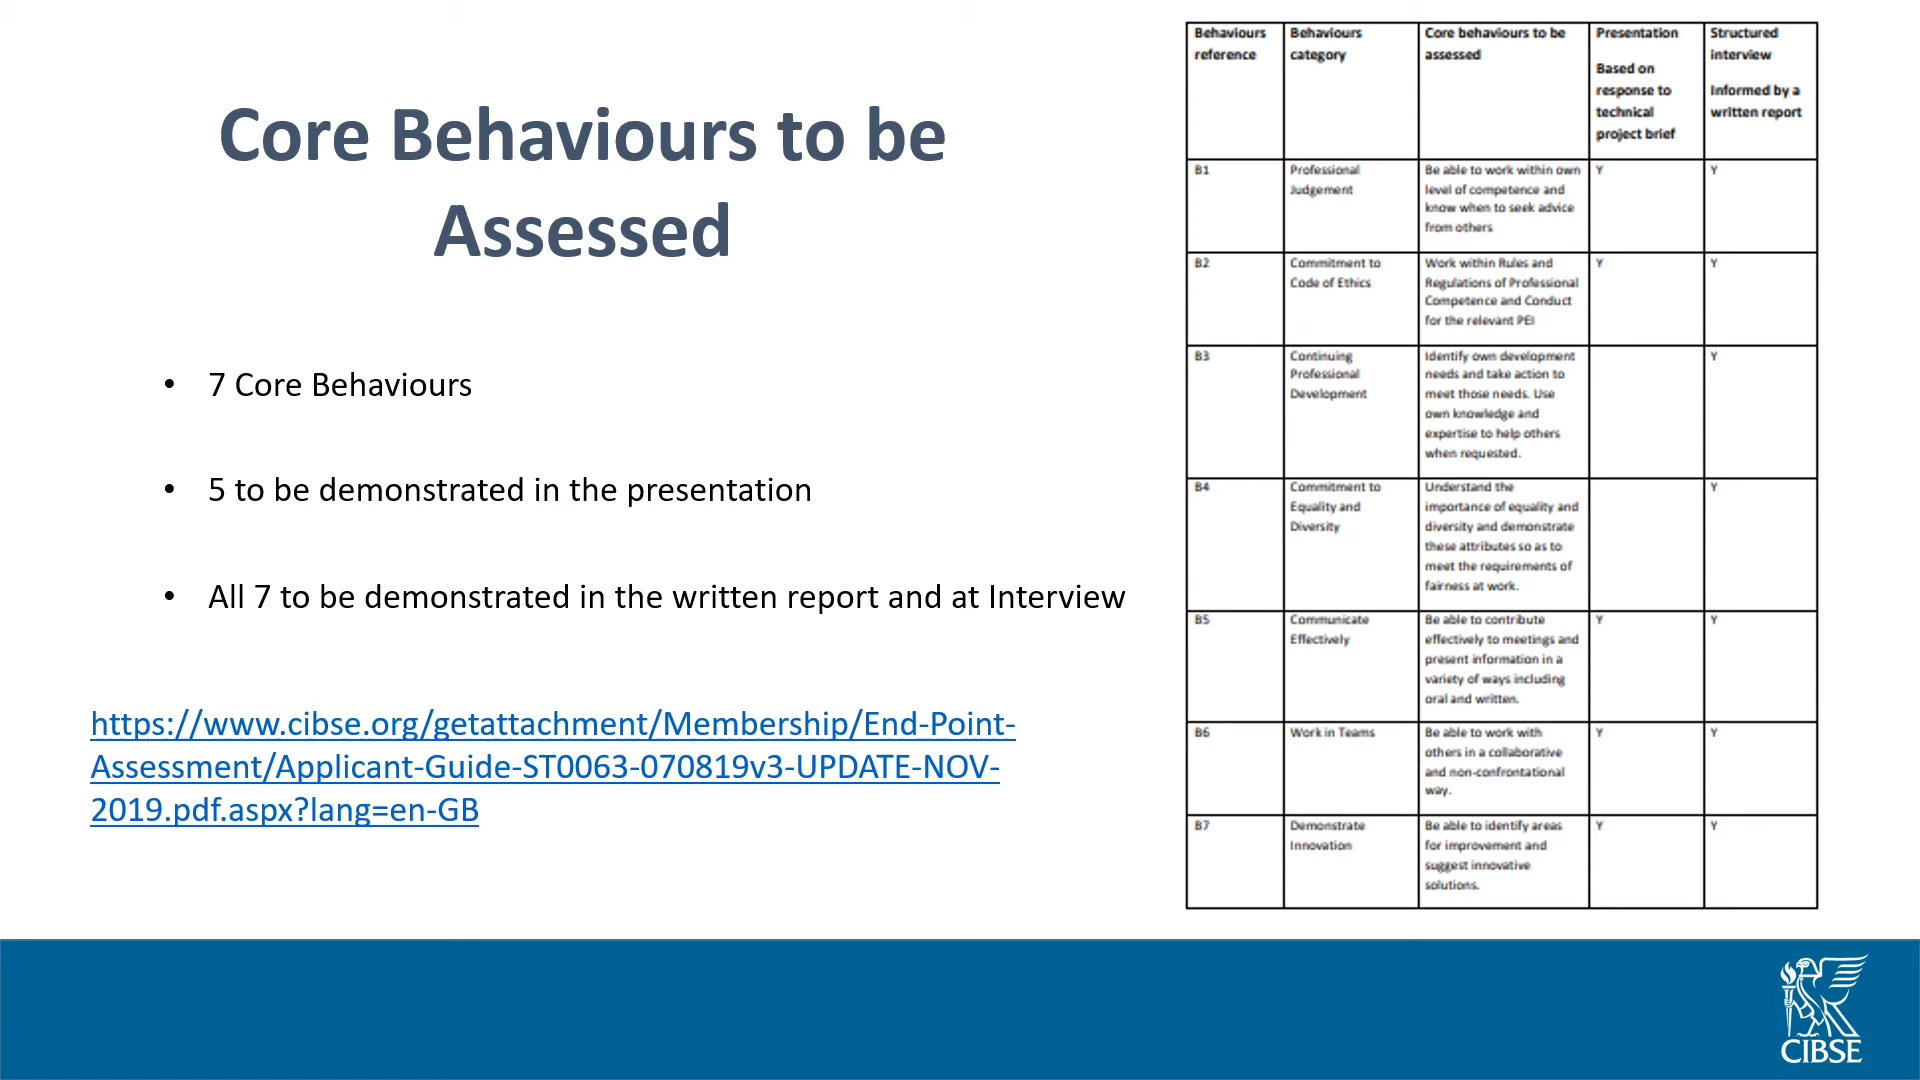 Core Behaviours to be
Assessed
• 7 Core Behaviours
• 5 to be demonstrated in the presentation
• All 7 to be demonstrated in the written report and at Interview
https://www.cibse.org/getattachment/Membership/End-Point-
Assessment/Applicant-Guide-ST0063-070819v3-UPDATE-NOV-
2019.pdf.aspx?lang=en-GB
Behaviours
reference
Behaviours
category
Core behaviours to be
assessed
Presentation
Based on
response to
technical
project brief
Structured
interview
Informed by a
written report
B1
Professional
Judgement
Be able to work within own
level of competence and
know when to seek advice
from others
Y
Y
B2
Commitment to
Code of Ethics
Work within Rules and
Regulations of Professional
Competence and Conduct
for the relevant PEI
Y
Y
B3
Continuing
Professional
Development
Identify own development
needs and take action to
meet those needs. Use
own knowledge and
expertise to help others
when requested.
Y
B4
Commitment to
Equality and
Diversity
Understand the
importance of equality and
diversity and demonstrate
these attributes so as to
meet the requirements of
fairness at work.
Y
B5
Communicate
Effectively
Be able to contribute
effectively to meetings and
present information in a
variety of ways including
oral and written.
Y
Y
B6
Work in Teams
Be able to work with
others in a collaborative
and non-confrontational
way.
Y
Y
B7
Demonstrate
Innovation
Be able to identify areas
for improvement and
suggest innovative
solutions.
Y
Y
CIBSE